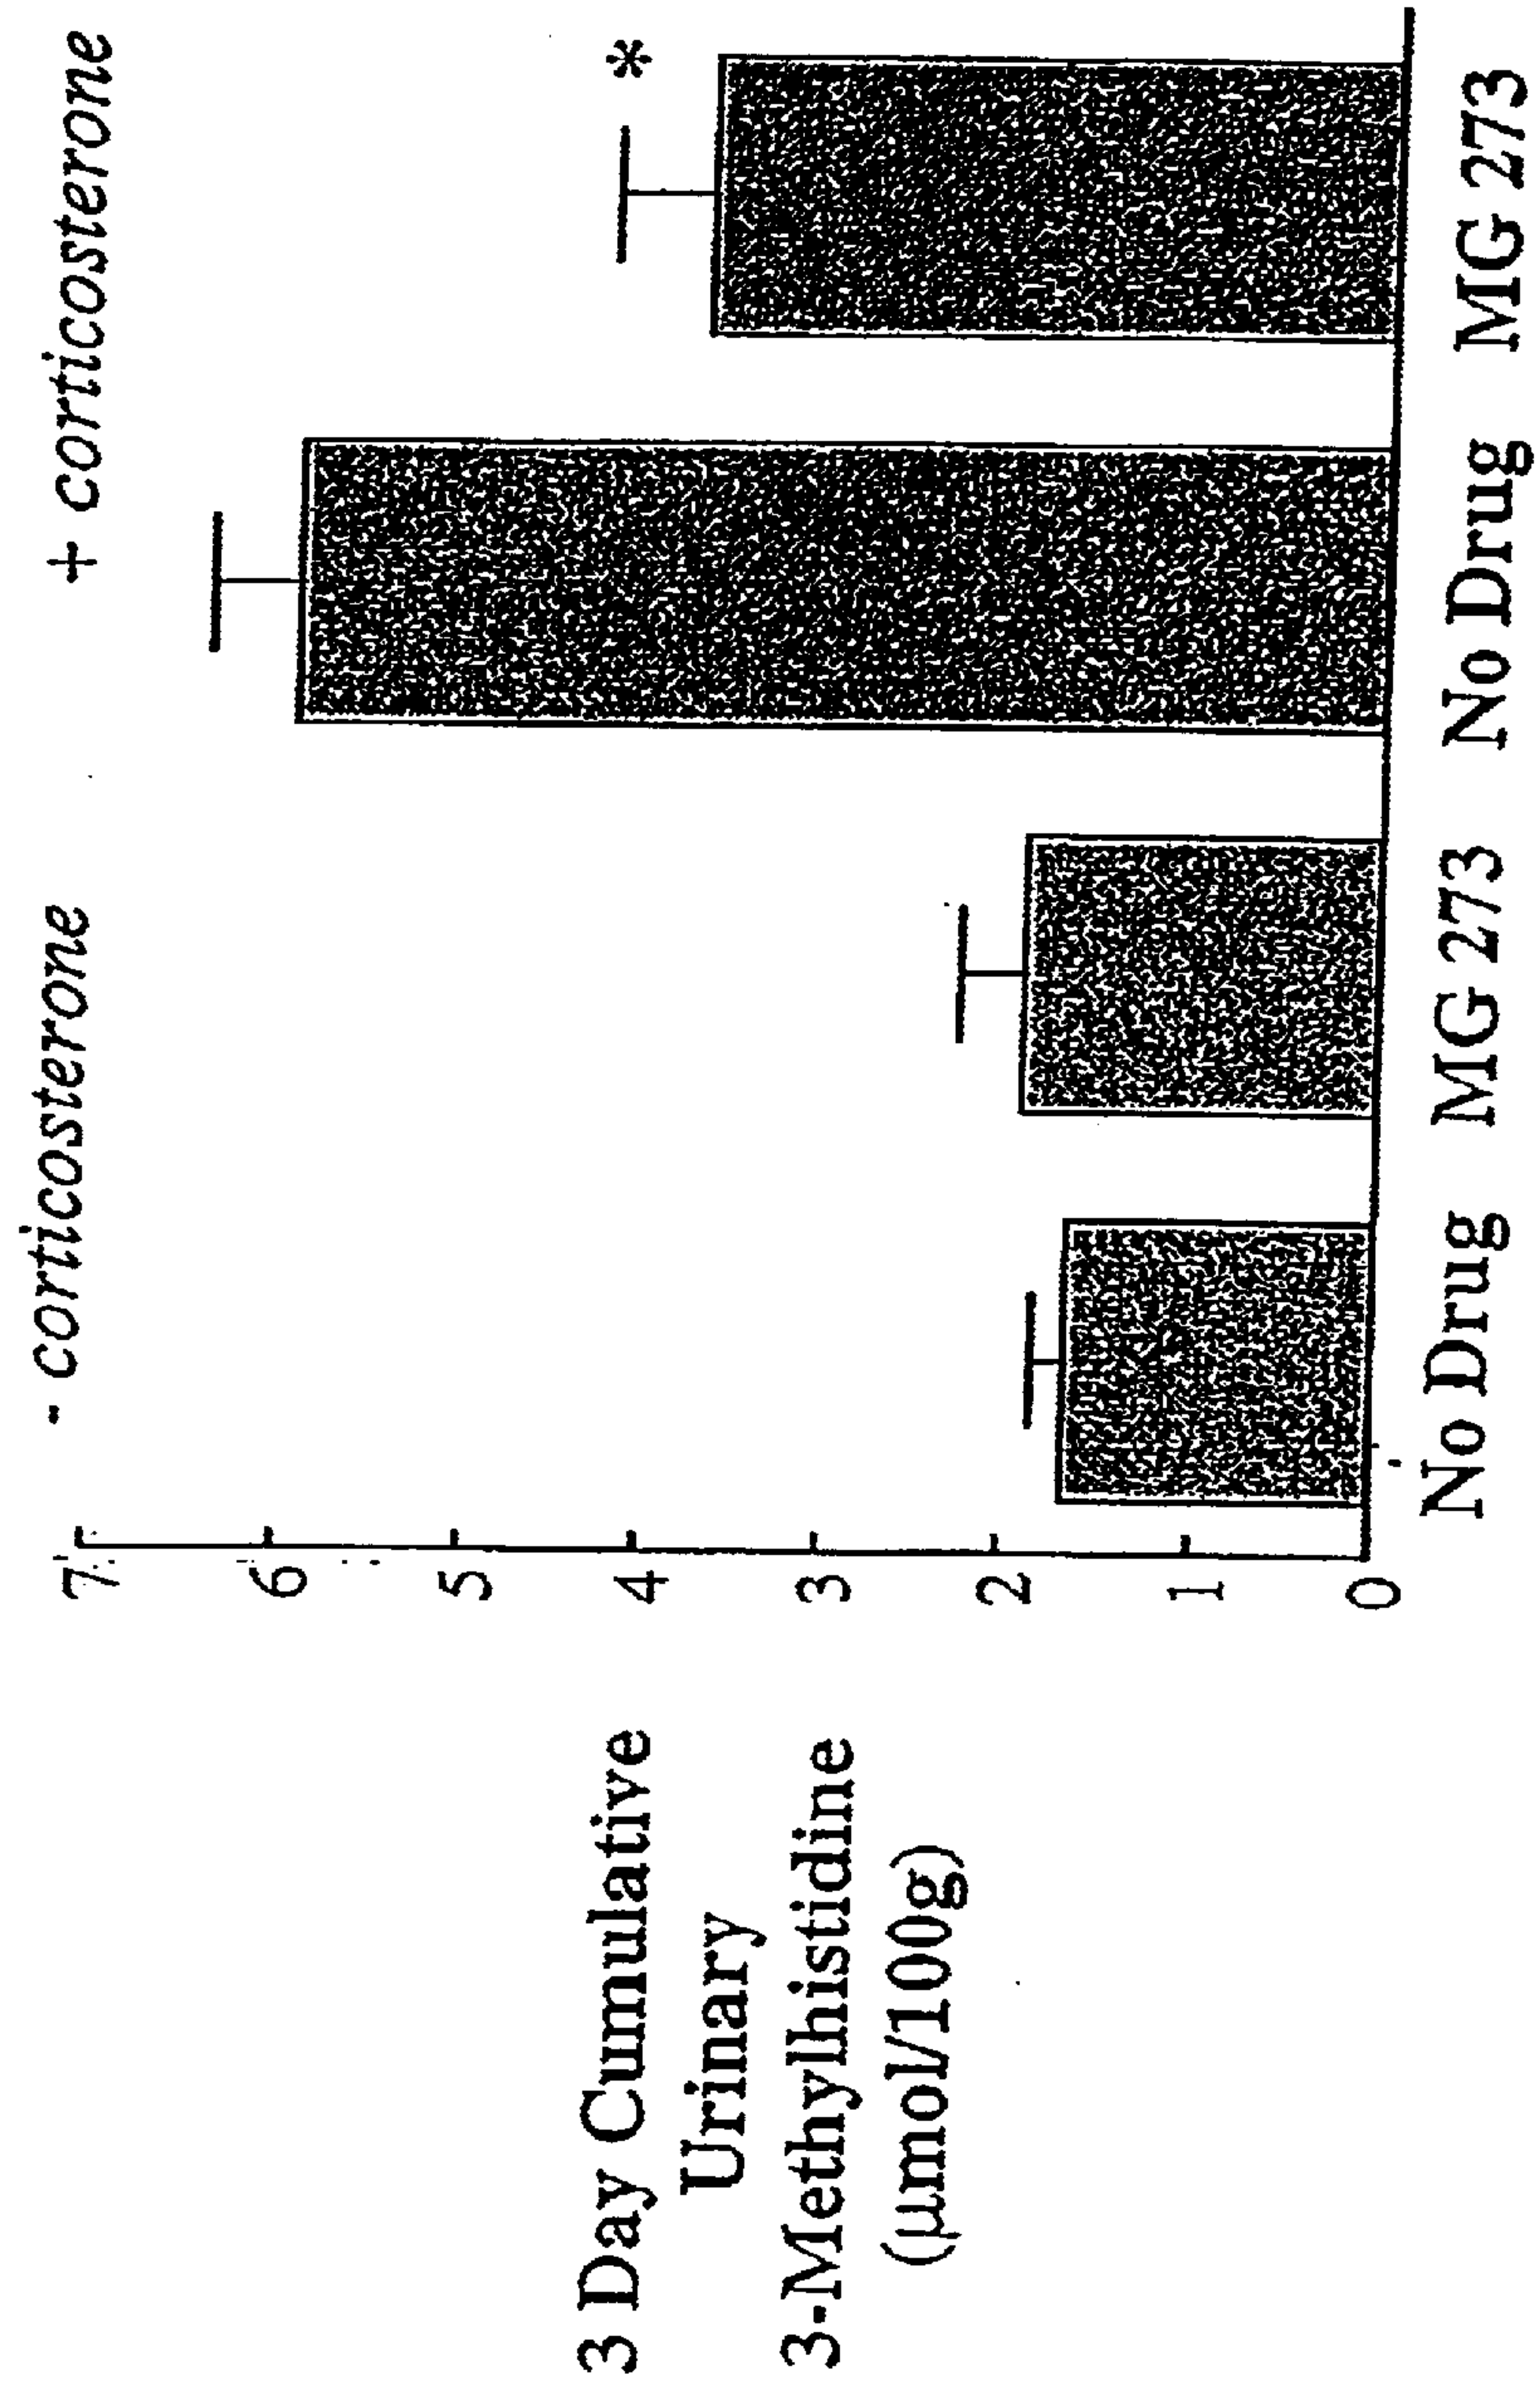 - corticosterone
+ corticosterone
3 Day Cumulative
Urinary
3-Methylhistidine
(μmol/100g)
7
6
5
4
3
2
1
0
*
No Drug
MG 273
No Drug
MG 273